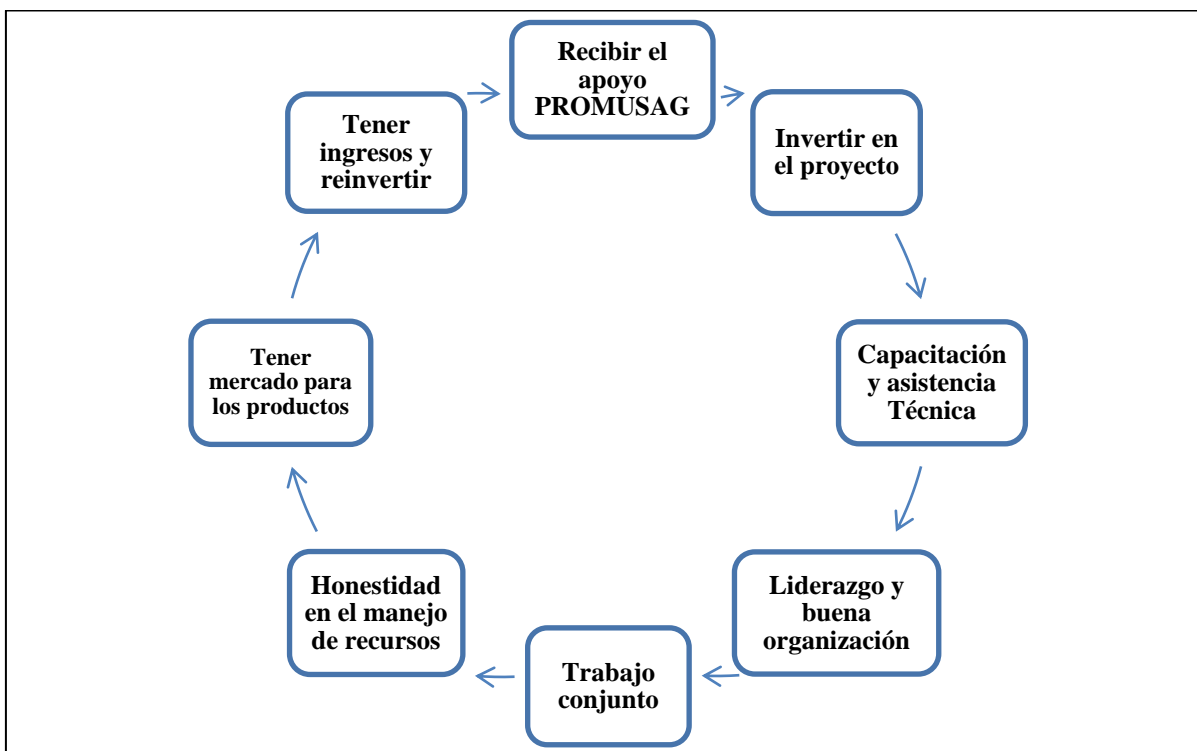 Recibir el
apoyo
PROMUSAG
Invertir en
el proyecto
Capacitación
y asistencia
Técnica
Liderazgo y
buena
organización
Trabajo
conjunto
Honestidad
en el manejo
de recursos
Tener
mercado para
los productos
Tener
ingresos y
reinvertir